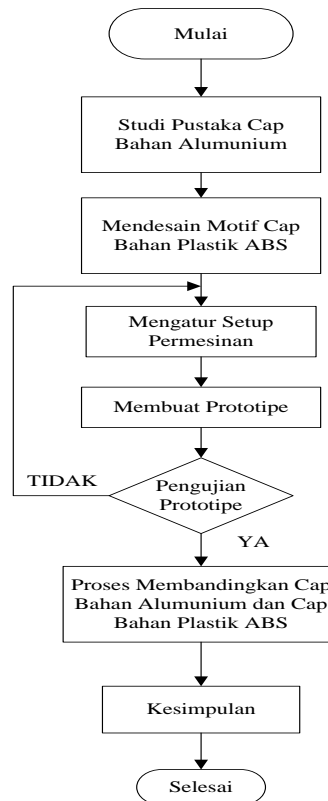 Mulai
Studi Pustaka Cap
Bahan Alumunium
Mendesain Motif Cap
Bahan Plastik ABS
Mengatur Setup
Permesinan
Membuat Prototipe
TIDAK
Pengujian
Prototipe
YA
Proses Membandingkan Cap
Bahan Alumunium dan Cap
Bahan Plastik ABS
Kesimpulan
Selesai